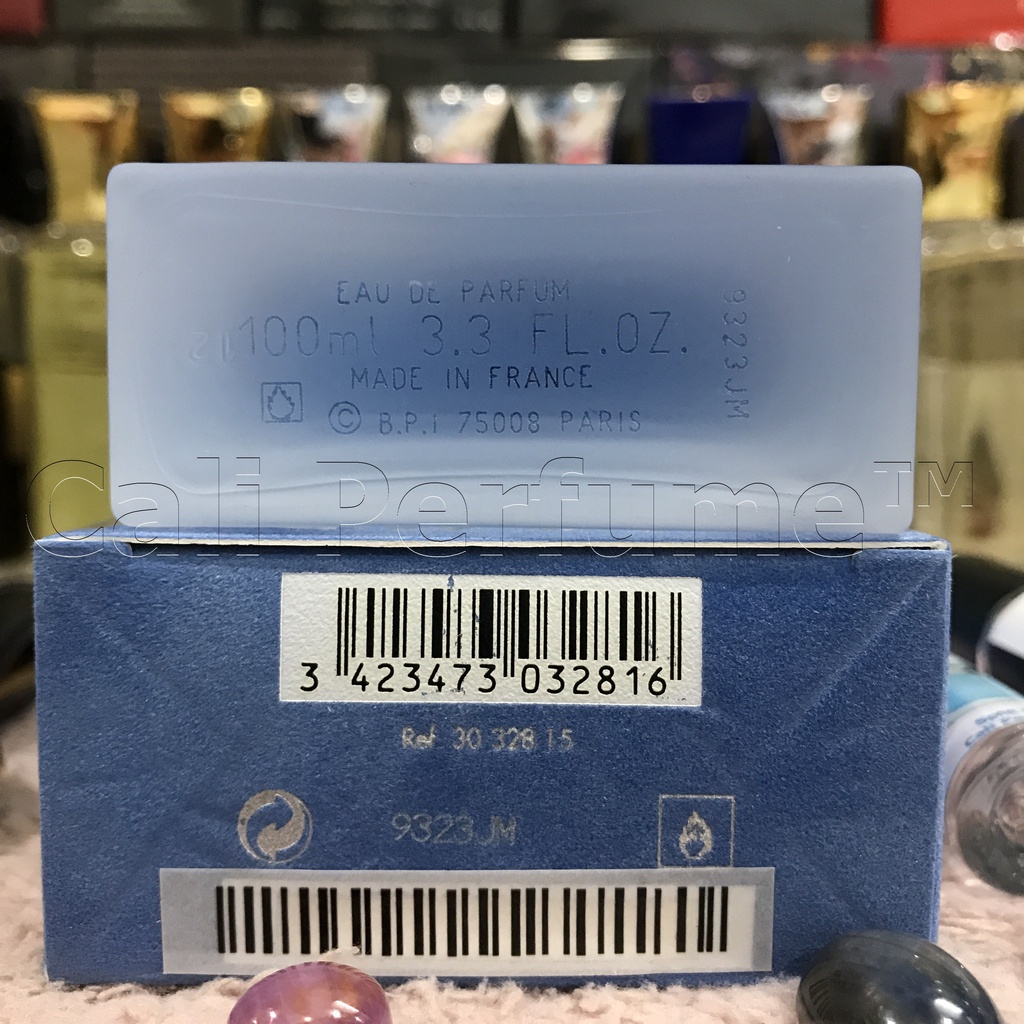 EAU DE PARFUM
100ml 3.3 FL.OZ.
MADE IN FRANCE
© B.P.I 75008 PARIS
9323JM
Cali Perfume™
3 423473 032816
Ref 30 328 15
9323JM